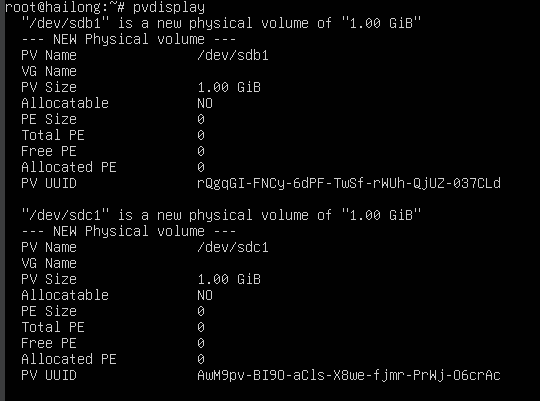 root@hailong:~# pvdisplay
"/dev/sdb1" is a new physical volume of "1.00 GiB"
--- NEW Physical volume ---
PV Name /dev/sdb1
VG Name
PV Size 1.00 GiB
Allocatable NO
PE Size 0
Total PE 0
Free PE 0
Allocated PE 0
PV UUID rQgqGI-FNCy-6dPF-TwSf-rWUh-QjUZ-037CLd
"/dev/sdc1" is a new physical volume of "1.00 GiB"
--- NEW Physical volume ---
PV Name /dev/sdc1
VG Name
PV Size 1.00 GiB
Allocatable NO
PE Size 0
Total PE 0
Free PE 0
Allocated PE 0
PV UUID AwM9pv-BI9O-aCls-X8we-fjmr-PrWj-O6crAc